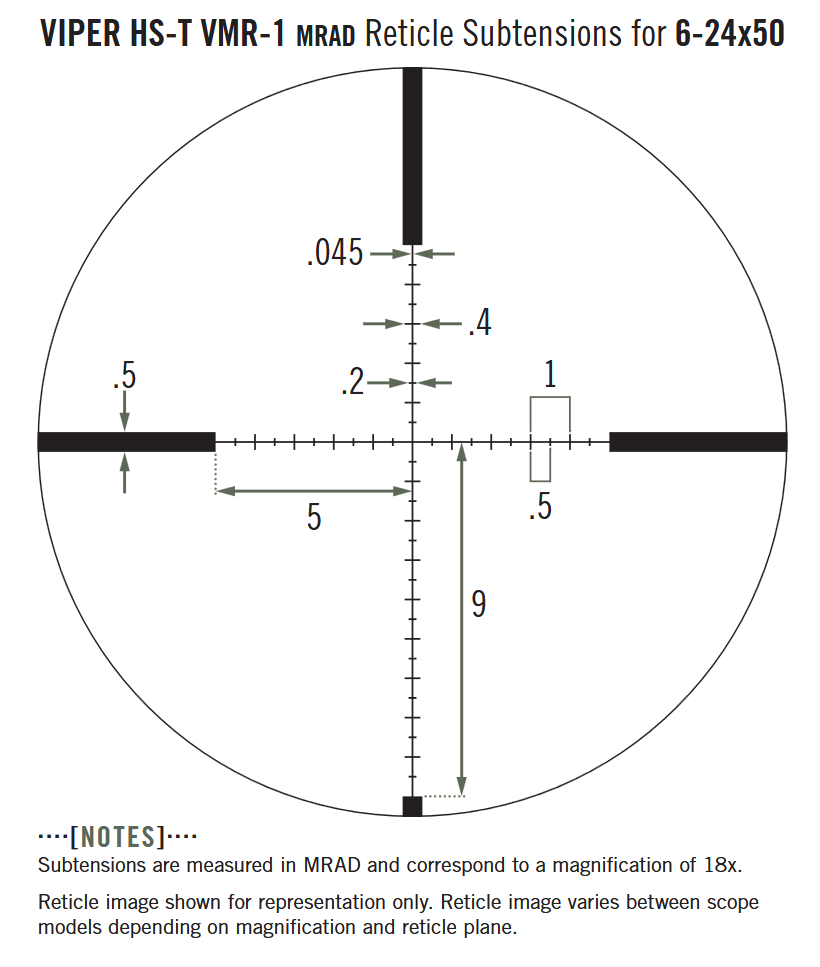 VIPER HS-T VMR-1 MRAD Reticle Subtensions for 6-24x50
.045
.4
.2
.5
1
5
.5
9
····[NOTES]····
Subtensions are measured in MRAD and correspond to a magnification of 18x.
Reticle image shown for representation only. Reticle image varies between scope
models depending on magnification and reticle plane.